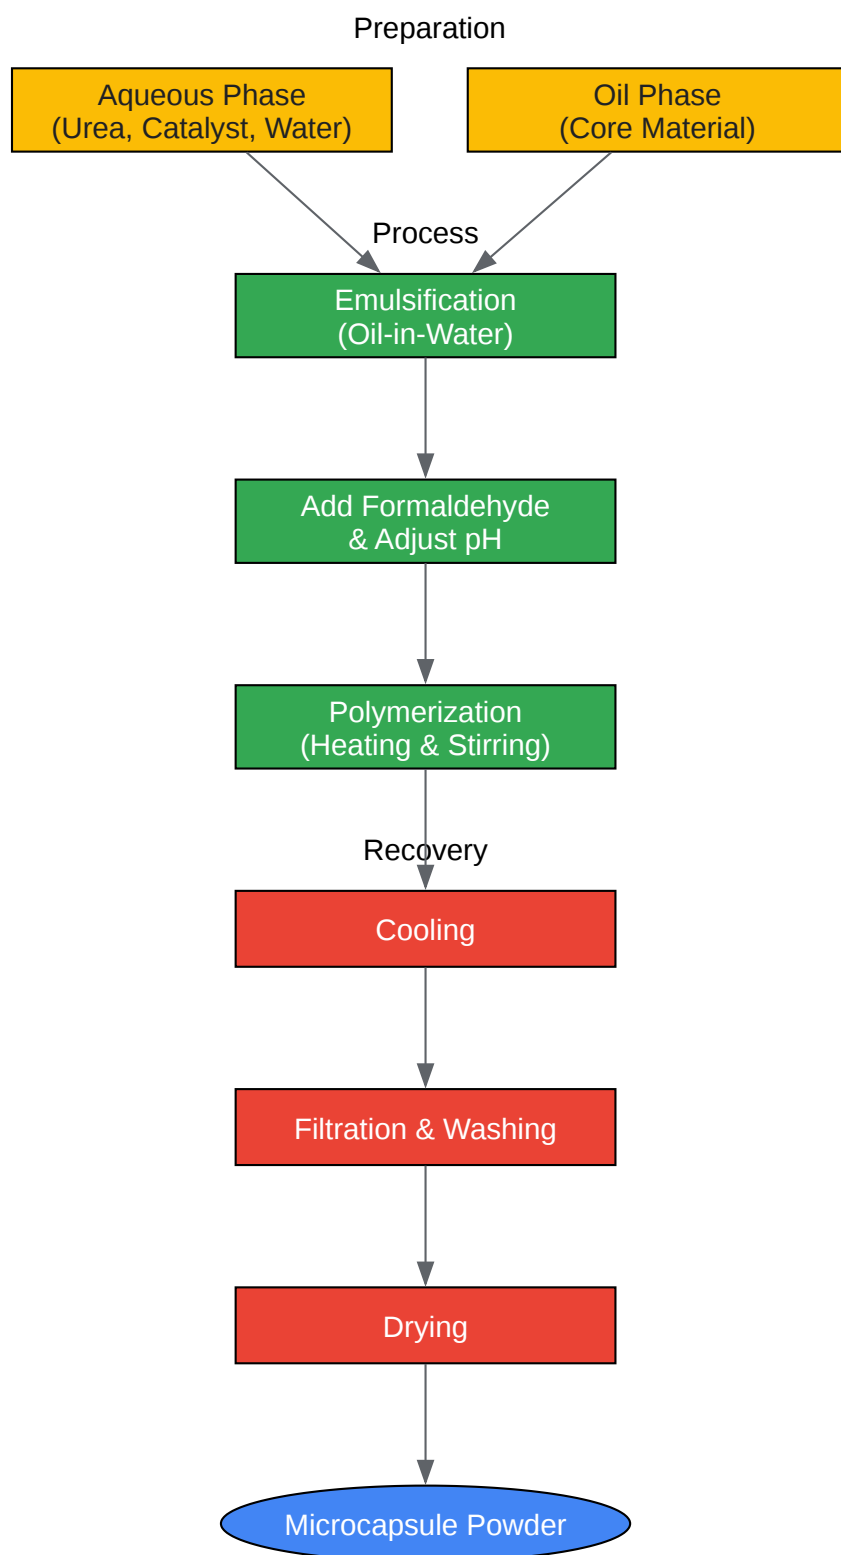 Preparation
Aqueous Phase
(Urea, Catalyst, Water)
Oil Phase
(Core Material)
Process
Emulsification
(Oil-in-Water)
Add Formaldehyde
& Adjust pH
Polymerization
(Heating & Stirring)
Recovery
Cooling
Filtration & Washing
Drying
Microcapsule Powder